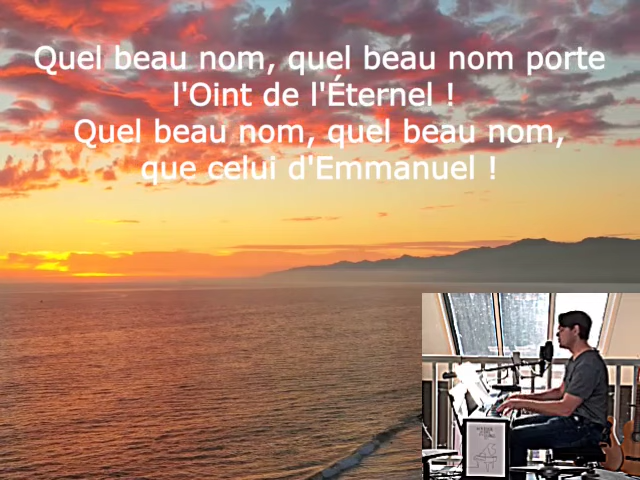 Quel beau nom, quel beau nom porte
l'Oint de l'Éternel !
Quel beau nom, quel beau nom,
que celui d'Emmanuel !